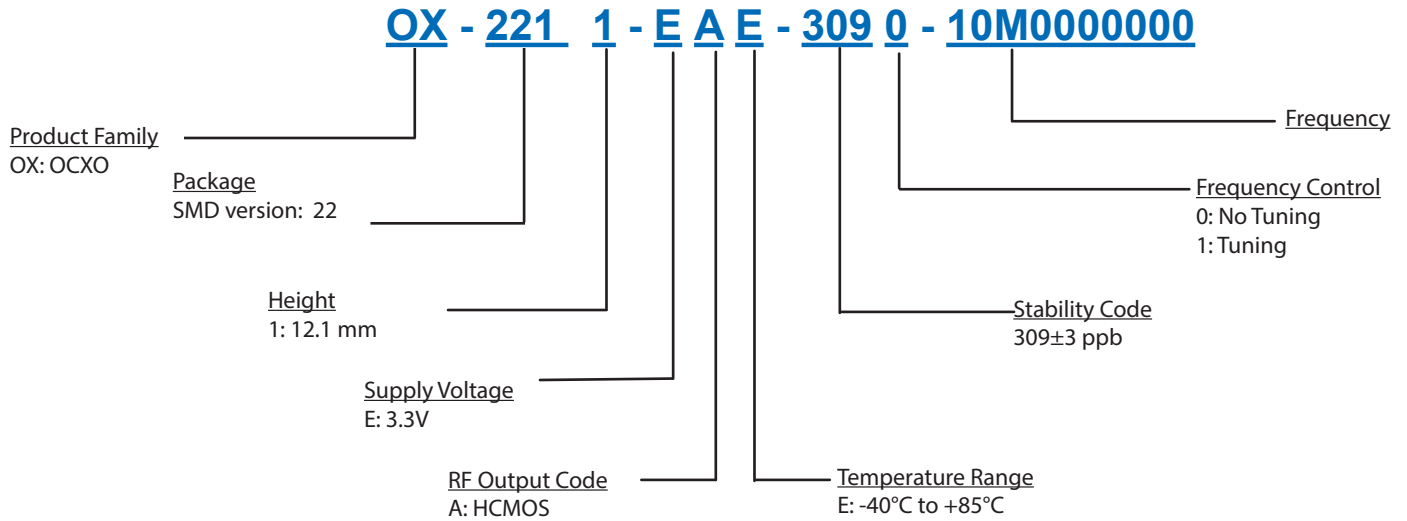 OX - 221 1 - E A E - 309 0 - 10M0000000
Product Family
OX: OCXO
Package
SMD version: 22
Height
1: 12.1 mm
Supply Voltage
E: 3.3V
RF Output Code
A: HCMOS
Temperature Range
E: -40°C to +85°C
Stability Code
309±3 ppb
Frequency Control
0: No Tuning
1: Tuning
Frequency